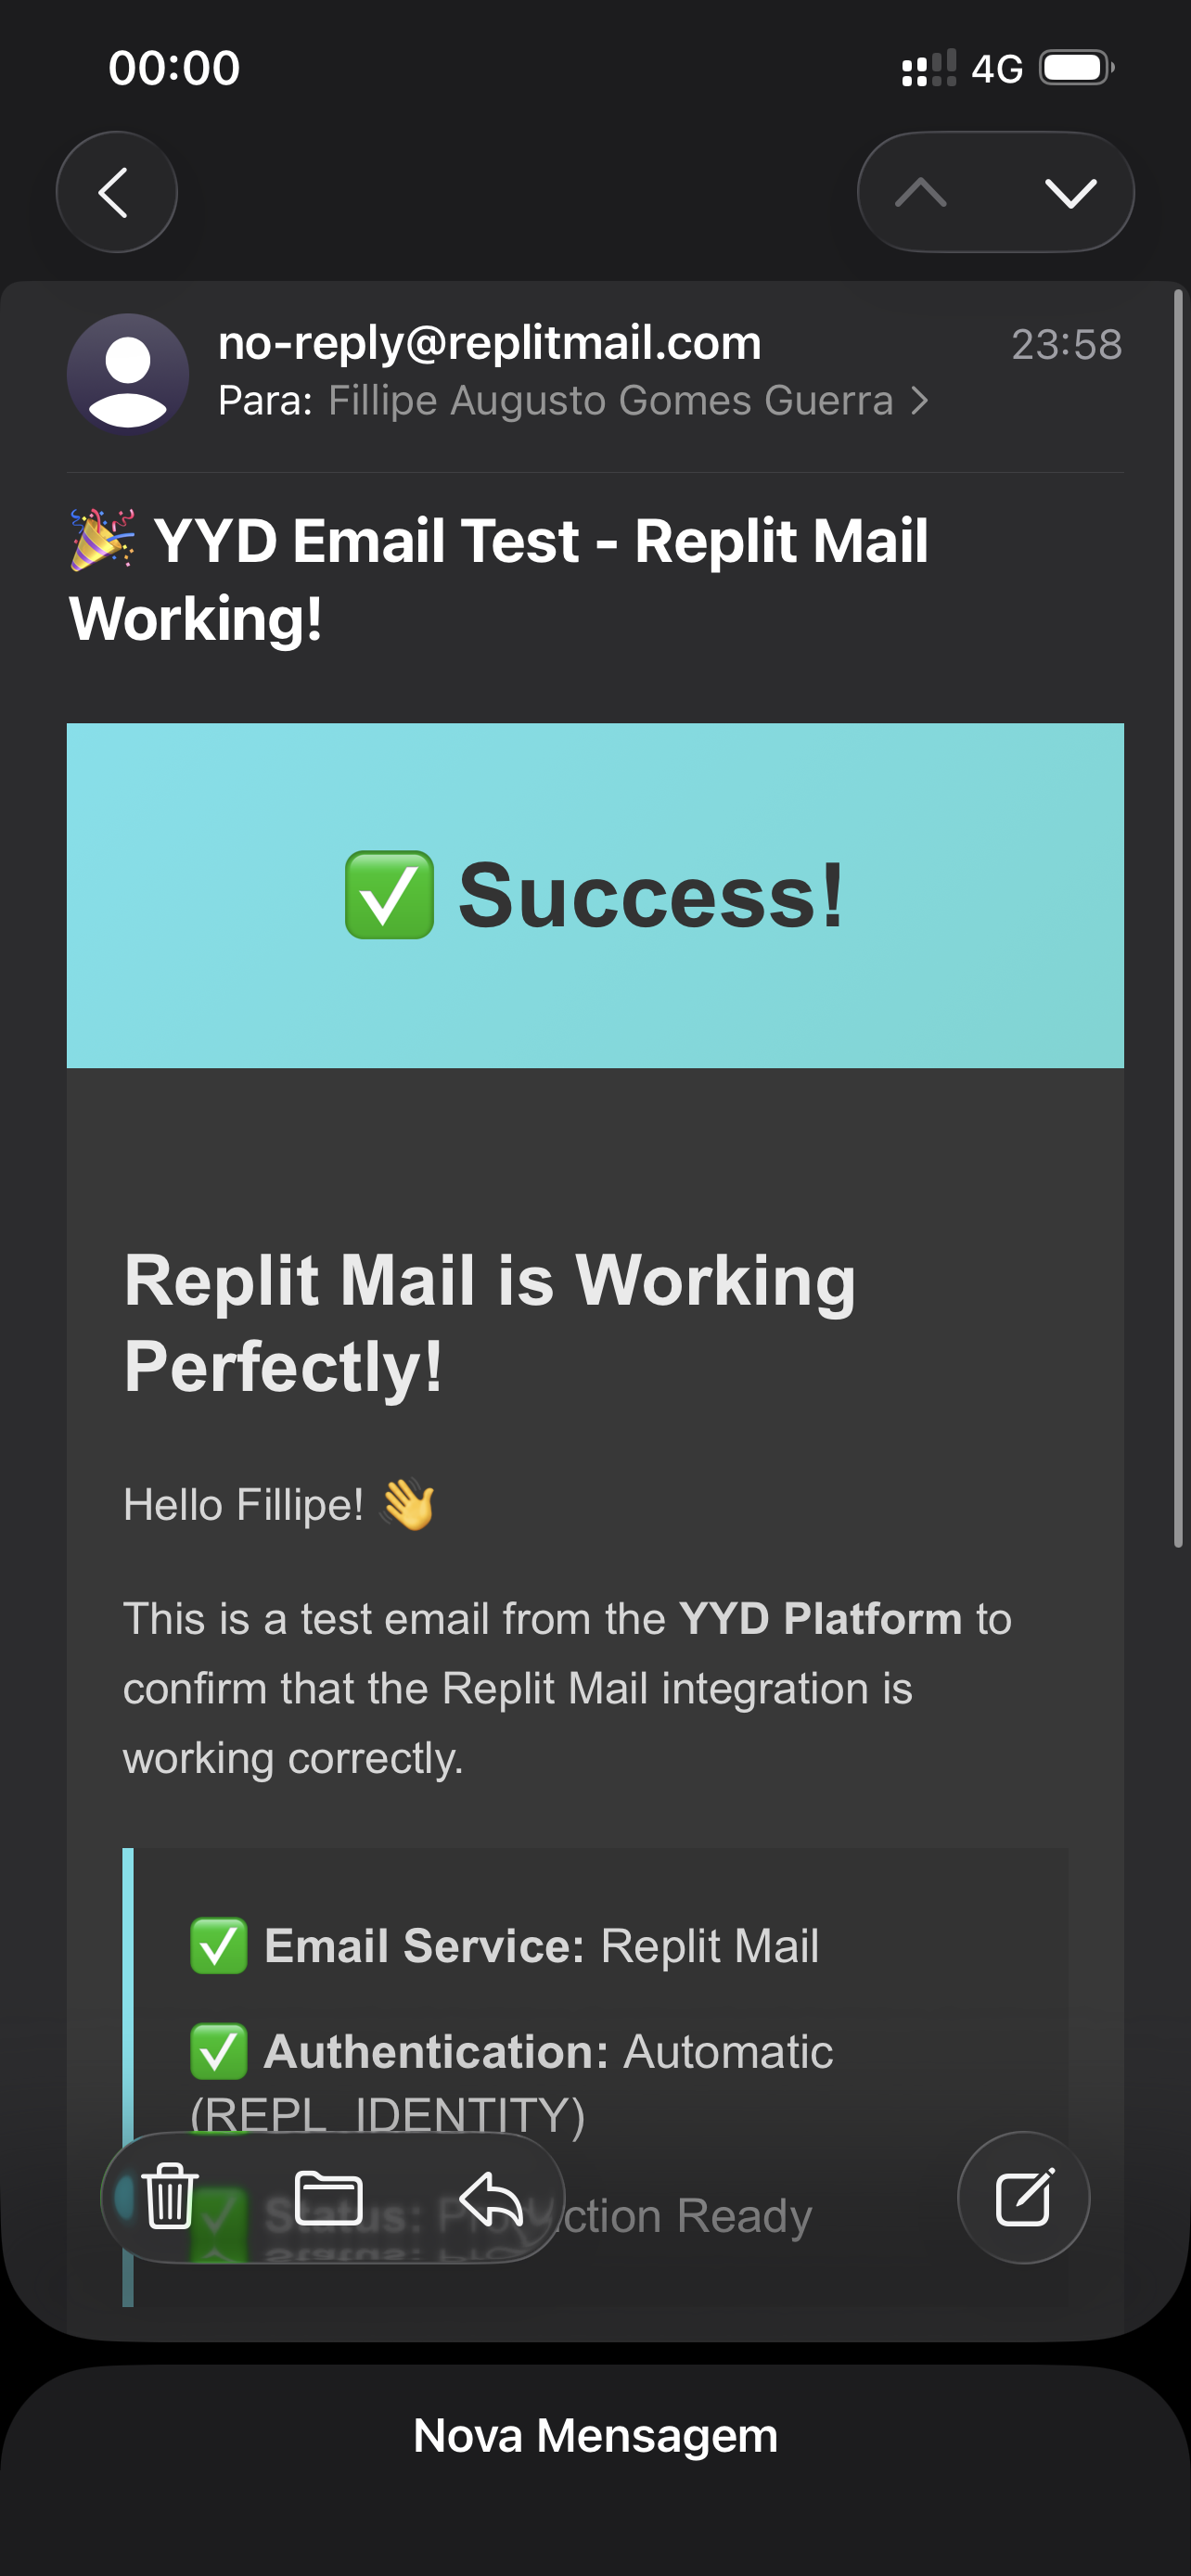 00:00
4G
no-reply@replitmail.com
23:58
Para: Fillipe Augusto Gomes Guerra
🎉 YYD Email Test - Replit Mail
Working!
✅ Success!
Replit Mail is Working
Perfectly!
Hello Fillipe! 👋
This is a test email from the YYD Platform to
confirm that the Replit Mail integration is
working correctly.
✅ Email Service: Replit Mail
✅ Authentication: Automatic
(REPL_IDENTITY)
✅ Status: Production Ready
Nova Mensagem